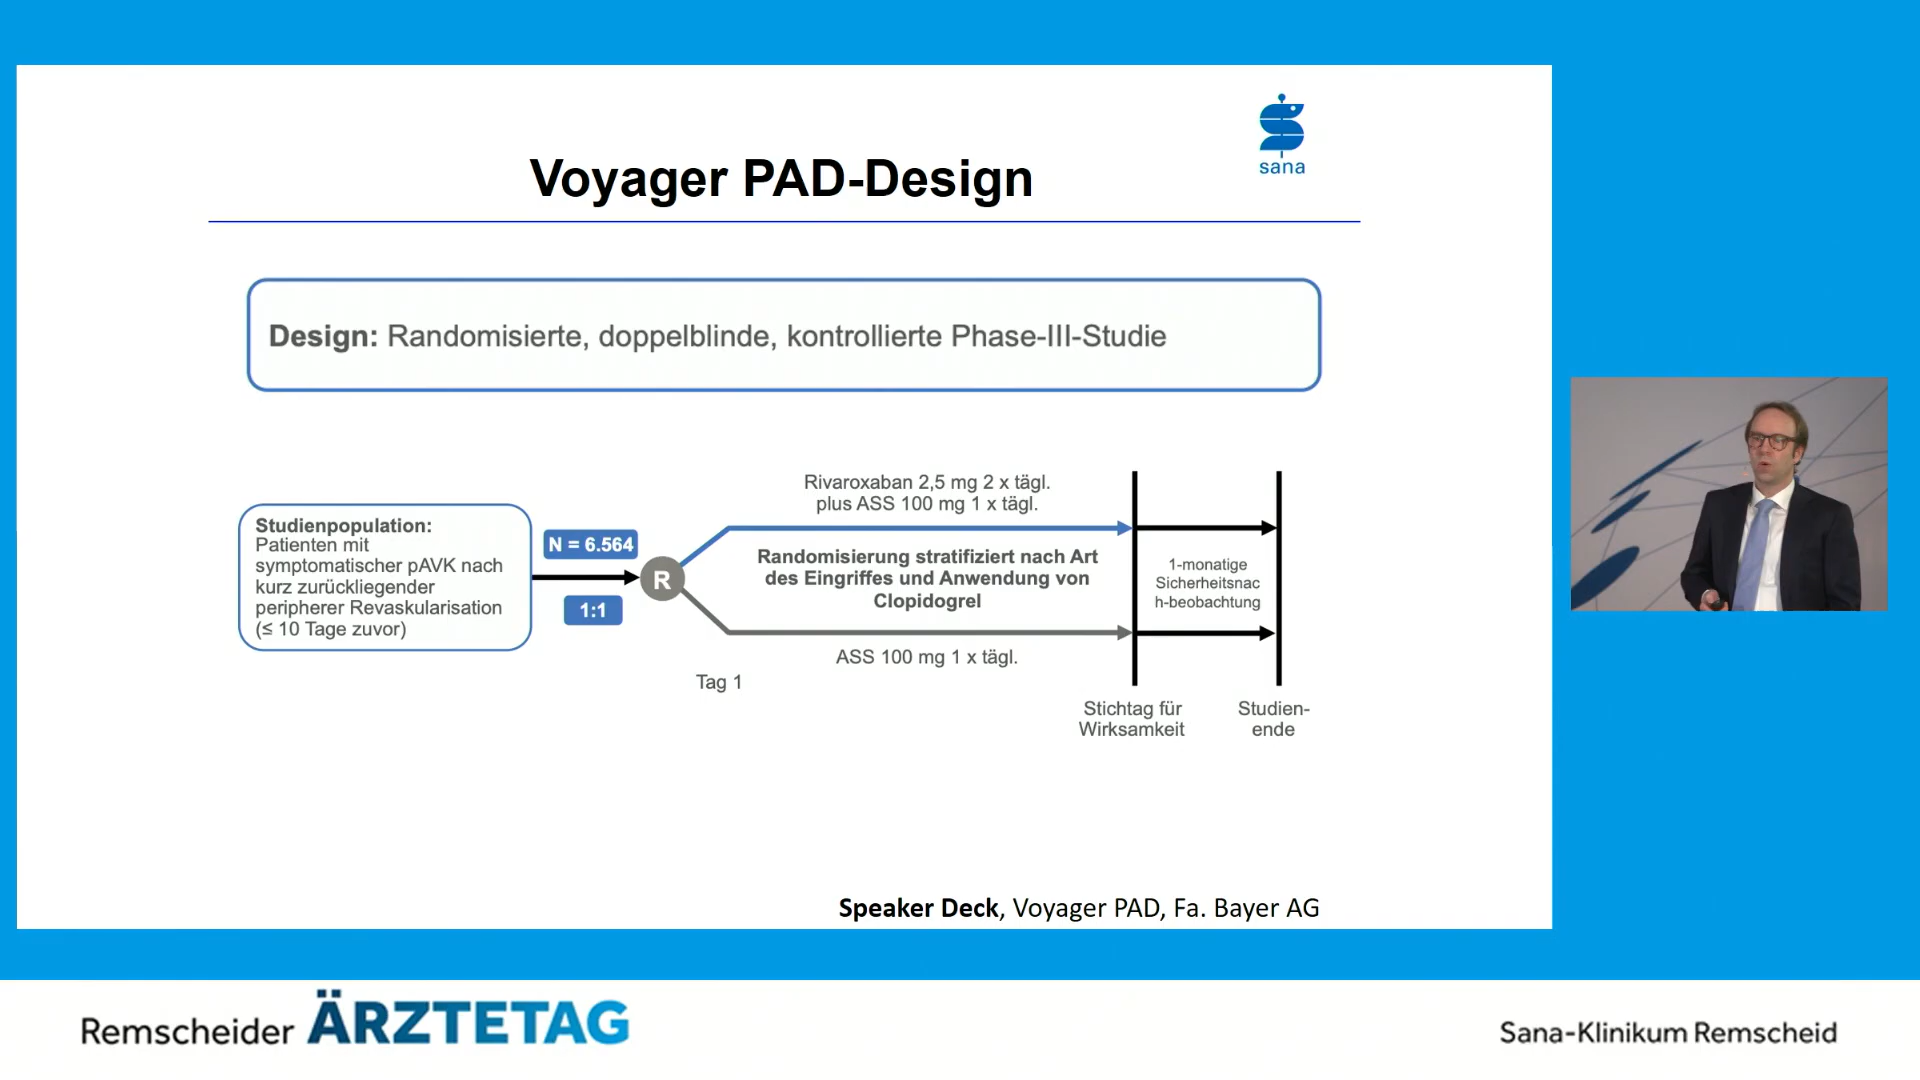 sana
Voyager PAD-Design
Design: Randomisierte, doppelblinde, kontrollierte Phase-III-Studie
Studienpopulation:
Patienten mit
symptomatischer pAVK nach
kurz zurückliegender
peripherer Revaskularisation
(≤ 10 Tage zuvor)
N = 6.564
1:1
R
Rivaroxaban 2,5 mg 2 x tägl.
plus ASS 100 mg 1 x tägl.
Randomisierung stratifiziert nach Art
des Eingriffes und Anwendung von
Clopidogrel
ASS 100 mg 1 x tägl.
Tag 1
1-monatige
Sicherheitsnac
h-beobachtung
Stichtag für
Wirksamkeit
Studien-
ende
Speaker Deck, Voyager PAD, Fa. Bayer AG
Remscheider ÄRZTETAG
Sana-Klinikum Remscheid